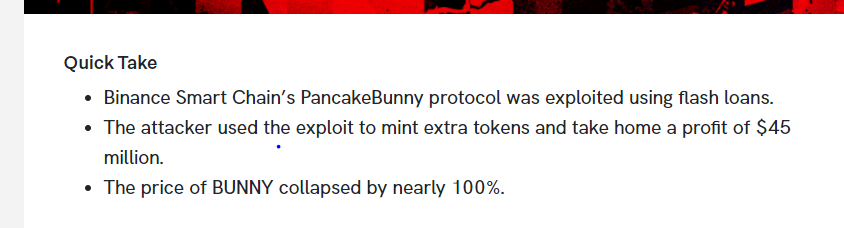 Quick Take
• Binance Smart Chain’s PancakeBunny protocol was exploited using flash loans.
• The attacker used the exploit to mint extra tokens and take home a profit of $45
million.
• The price of BUNNY collapsed by nearly 100%.